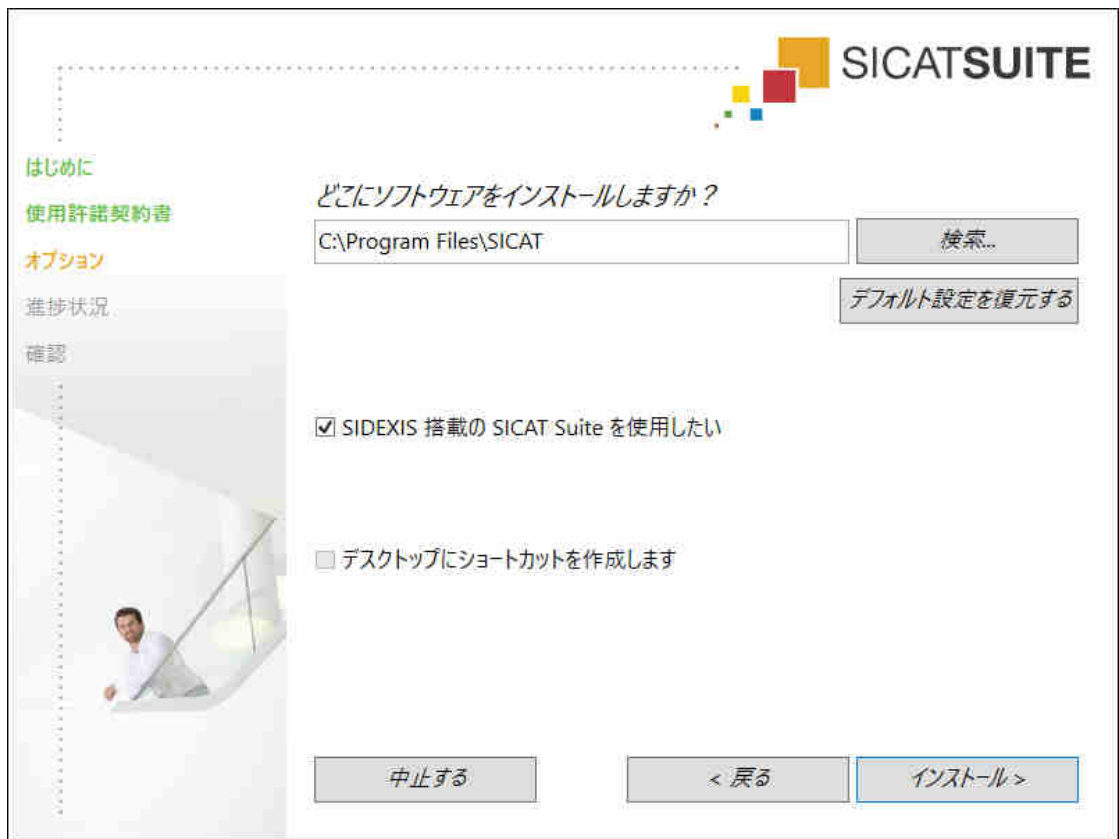 SICATSUITE
はじめに
使用許諾契約書
オプション
進捗状況
確認
どこにソフトウェアをインストールしますか？
C:\Program Files\SICAT
検索...
デフォルト設定を復元する
SIDEXIS 搭載の SICAT Suite を使用したい
デスクトップにショートカットを作成します
中止する
< 戻る
インストール >